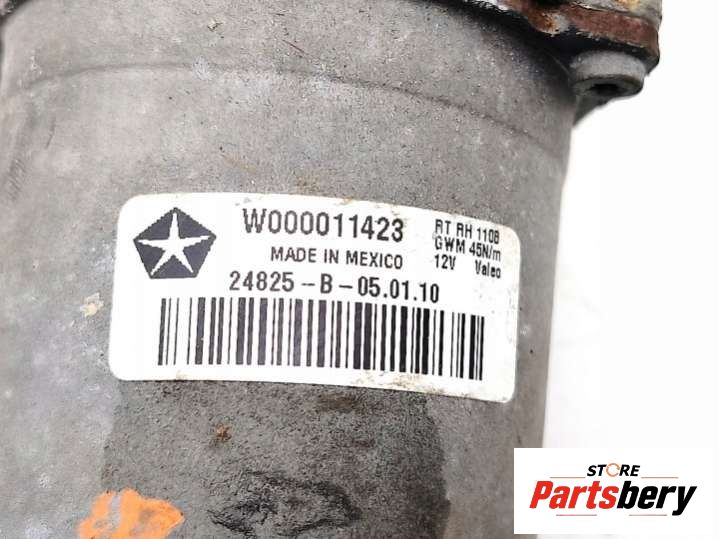 W000011423
MADE IN MEXICO
24825-B-05.01.10
RT RH 1108
GWM 45N/m
12V Valeo
STORE
Partsbery